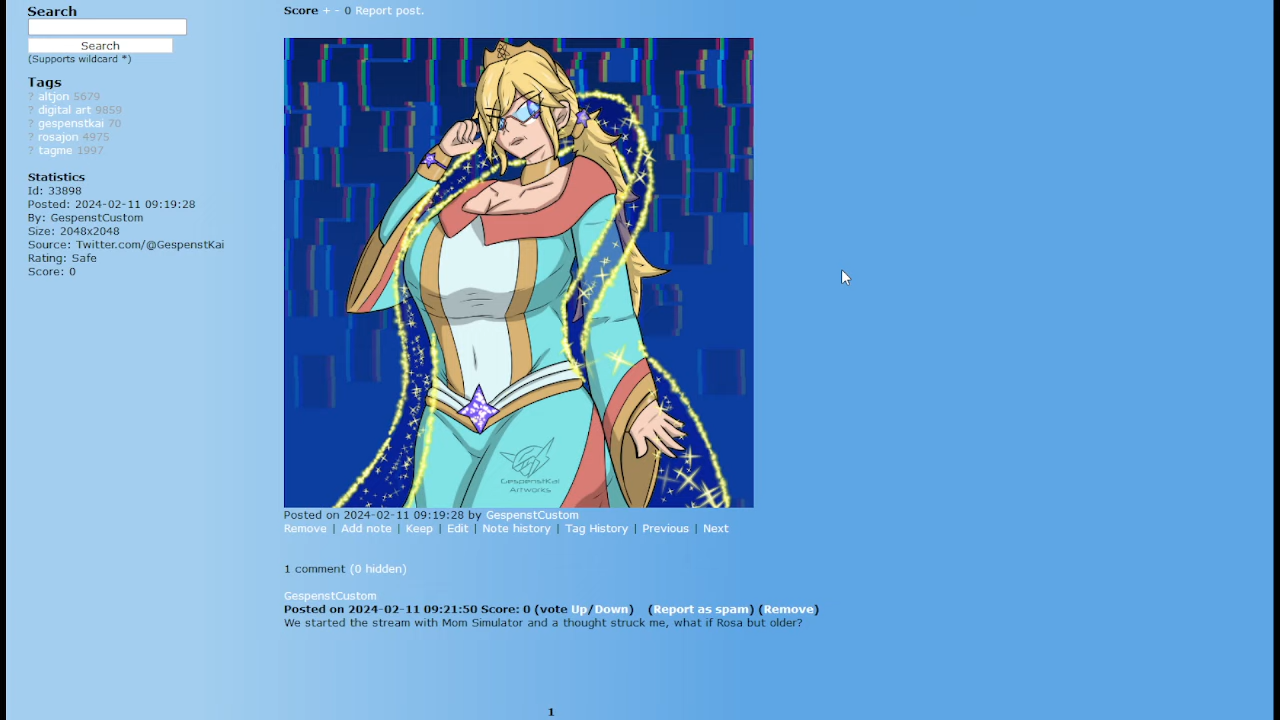 Search
Search
(Supports wildcard *)
Tags
? altjon 5679
? digital art 9859
? gespenstkai 70
? rosajon 4975
? tagme 1997
Statistics
Id: 33898
Posted: 2024-02-11 09:19:28
By: GespenstCustom
Size: 2048x2048
Source: Twitter.com/@GespenstKai
Rating: Safe
Score: 0
Score + - 0 Report post.
GespenstKai
Artworks
Posted on 2024-02-11 09:19:28 by GespenstCustom
Remove | Add note | Keep | Edit | Note history | Tag History | Previous | Next
1 comment (0 hidden)
GespenstCustom
Posted on 2024-02-11 09:21:50 Score: 0 (vote Up/Down) (Report as spam) (Remove)
We started the stream with Mom Simulator and a thought struck me, what if Rosa but older?
1